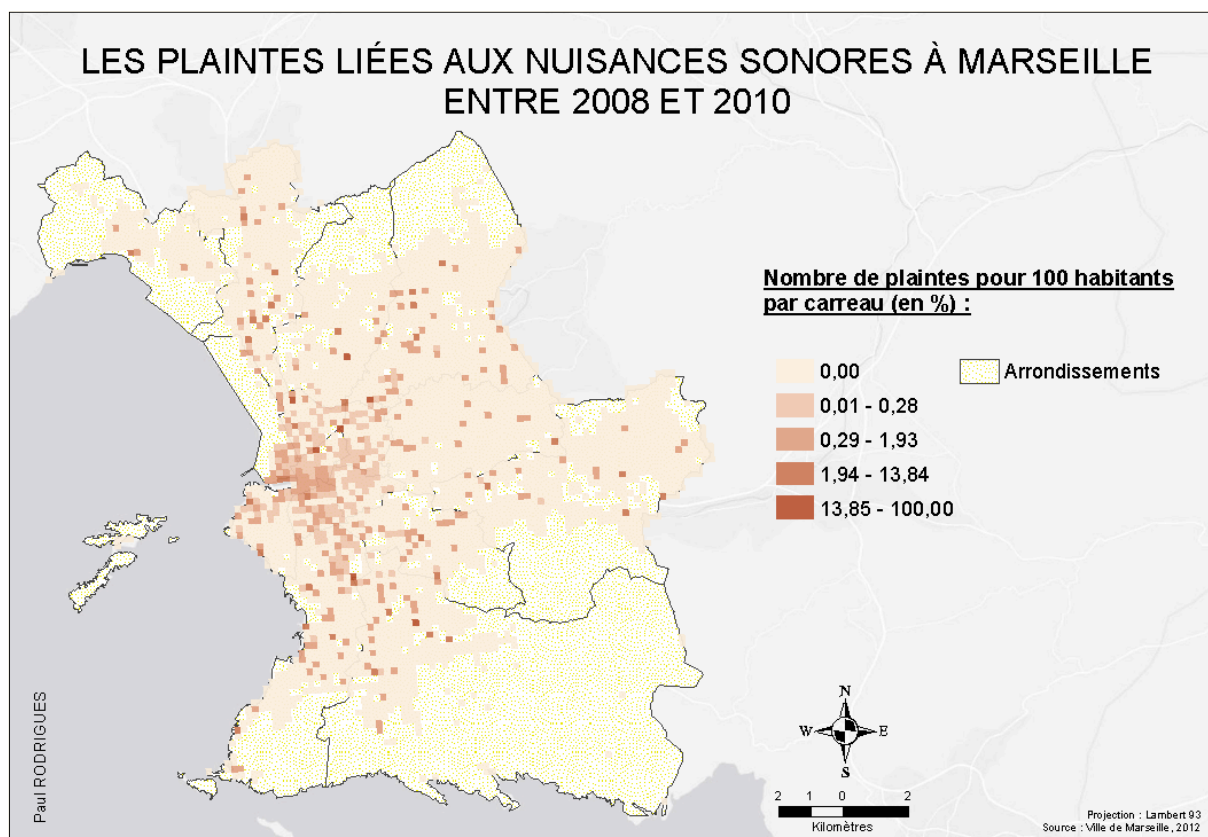 LES PLAINTES LIÉES AUX NUISANCES SONORES À MARSEILLE
ENTRE 2008 ET 2010
Nombre de plaintes pour 100 habitants
par carreau (en %) :
0,00
Arrondissements
0,01 - 0,28
0,29 - 1,93
1,94 - 13,84
13,85 - 100,00
N
W
E
S
2 1 0 2
Kilomètres
Paul RODRIGUES
Projection : Lambert 93
Source : Ville de Marseille, 2012